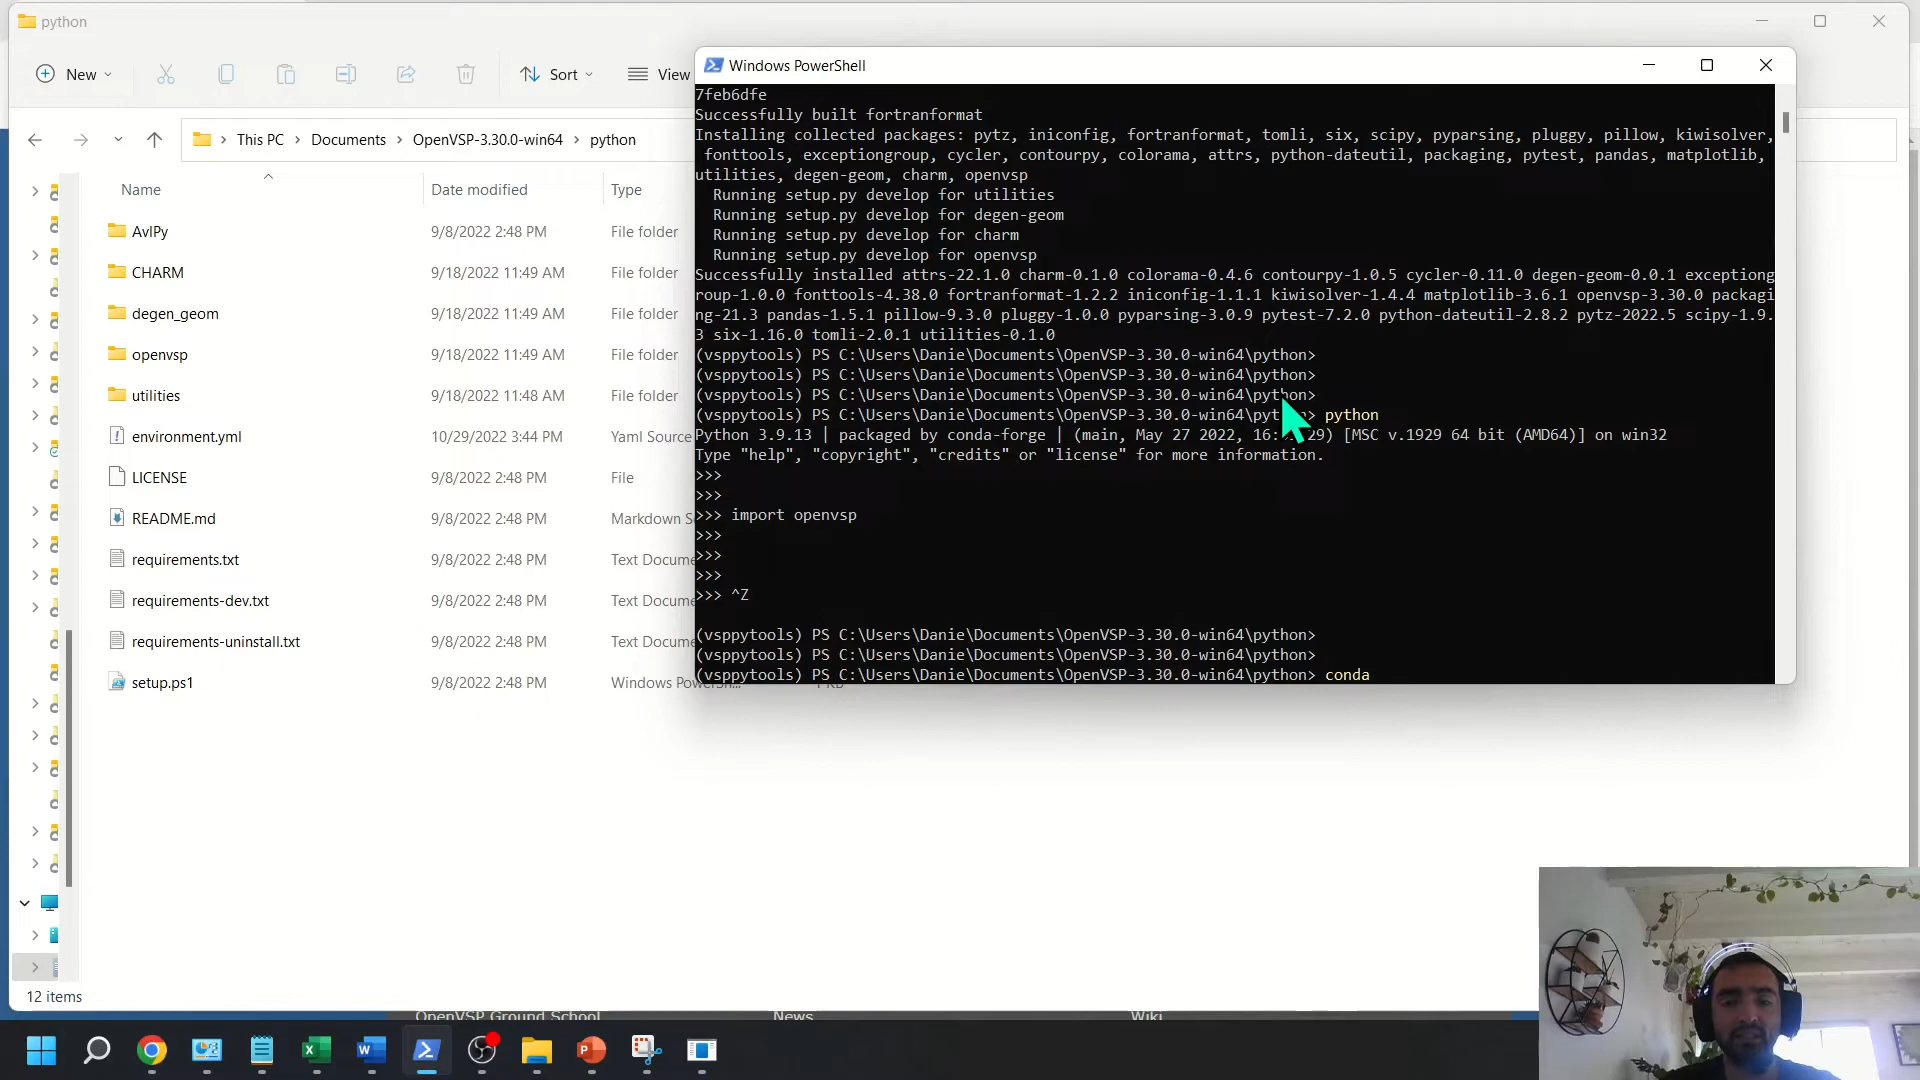 python
New
Sort
View
This PC > Documents > OpenVSP-3.30.0-win64 > python
Name
Date modified
Type
AvlPy
9/8/2022 2:48 PM
File folder
CHARM
9/18/2022 11:49 AM
File folder
degen_geom
9/18/2022 11:49 AM
File folder
openvsp
9/18/2022 11:49 AM
File folder
utilities
9/18/2022 11:48 AM
File folder
environment.yml
10/29/2022 3:44 PM
Yaml Source
LICENSE
9/8/2022 2:48 PM
File
README.md
9/8/2022 2:48 PM
Markdown S
requirements.txt
9/8/2022 2:48 PM
Text Docume
requirements-dev.txt
9/8/2022 2:48 PM
Text Docume
requirements-uninstall.txt
9/8/2022 2:48 PM
Text Docume
setup.ps1
9/8/2022 2:48 PM
12 items
Windows PowerShell
7feb6dfe
Successfully built fortranformat
Installing collected packages: pytz, iniconfig, fortranformat, tomli, six, scipy, pyparsing, pluggy, pillow, kiwisolver,
fonttools, exceptiongroup, cycler, contourpy, colorama, attrs, python-dateutil, packaging, pytest, pandas, matplotlib,
utilities, degen-geom, charm, openvsp
Running setup.py develop for utilities
Running setup.py develop for degen-geom
Running setup.py develop for charm
Running setup.py develop for openvsp
Successfully installed attrs-22.1.0 charm-0.1.0 colorama-0.4.6 contourpy-1.0.5 cycler-0.11.0 degen-geom-0.0.1 exceptiong
roup-1.0.0 fonttools-4.38.0 fortranformat-1.2.2 iniconfig-1.1.1 kiwisolver-1.4.4 matplotlib-3.6.1 openvsp-3.30.0 packagi
ng-21.3 pandas-1.5.1 pillow-9.3.0 pluggy-1.0.0 pyparsing-3.0.9 pytest-7.2.0 python-dateutil-2.8.2 pytz-2022.5 scipy-1.9.
3 six-1.16.0 tomli-2.0.1 utilities-0.1.0
(vsppytools) PS C:\Users\Danie\Documents\OpenVSP-3.30.0-win64\python>
(vsppytools) PS C:\Users\Danie\Documents\OpenVSP-3.30.0-win64\python>
(vsppytools) PS C:\Users\Danie\Documents\OpenVSP-3.30.0-win64\python>
(vsppytools) PS C:\Users\Danie\Documents\OpenVSP-3.30.0-win64\python> python
Python 3.9.13 | packaged by conda-forge | (main, May 27 2022, 16: 29) [MSC v.1929 64 bit (AMD64)] on win32
Type "help", "copyright", "credits" or "license" for more information.
>>>
>>>
>>> import openvsp
>>>
>>>
>>>
>>> ^Z
(vsppytools) PS C:\Users\Danie\Documents\OpenVSP-3.30.0-win64\python>
(vsppytools) PS C:\Users\Danie\Documents\OpenVSP-3.30.0-win64\python>
(vsppytools) PS C:\Users\Danie\Documents\OpenVSP-3.30.0-win64\python> conda
OpenVSP Ground School
News
Wiki